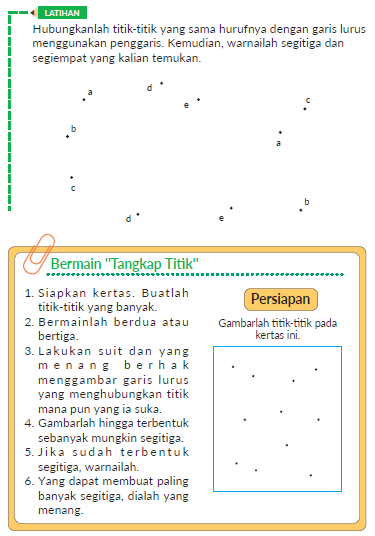 LATIHAN
Hubungkanlah titik-titik yang sama hurufnya dengan garis lurus
menggunakan penggaris. Kemudian, warnailah segitiga dan
segiempat yang kalian temukan.
a
d
e
c
b
a
c
d
e
b
Bermain "Tangkap Titik"
1. Siapkan kertas. Buatlah
titik-titik yang banyak.
2. Bermainlah berdua atau
bertiga.
3. Lakukan suit dan yang
menang berhak
menggambar garis lurus
yang menghubungkan titik
mana pun yang ia suka.
4. Gambarlah hingga terbentuk
sebanyak mungkin segitiga.
5. Jika sudah terbentuk
segitiga, warnailah.
6. Yang dapat membuat paling
banyak segitiga, dialah yang
menang.
Persiapan
Gambarlah titik-titik pada
kertas ini.